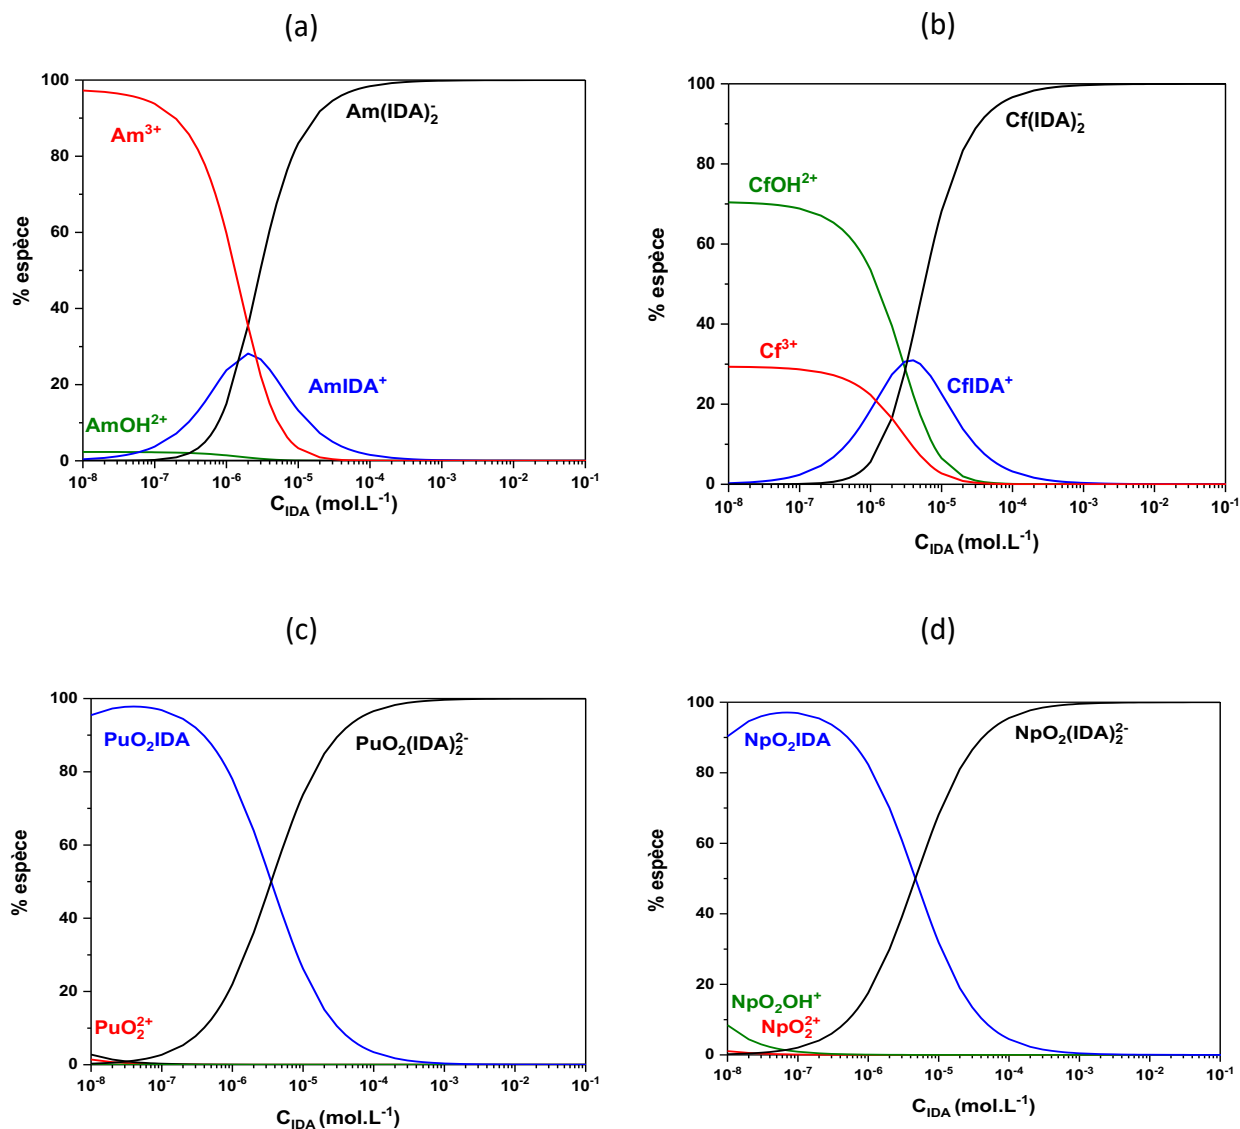 (a)
(b)
% espèce
100
80
60
40
20
0
Am³⁺
Am(IDA)₂⁻
AmIDA⁺
AmOH²⁺
10⁻⁸ 10⁻⁷ 10⁻⁶ 10⁻⁵ 10⁻⁴ 10⁻³ 10⁻² 10⁻¹
C_IDA (mol.L⁻¹)
% espèce
100
80
60
40
20
0
Cf(IDA)₂⁻
CfOH²⁺
Cf³⁺
CfIDA⁺
10⁻⁸ 10⁻⁷ 10⁻⁶ 10⁻⁵ 10⁻⁴ 10⁻³ 10⁻² 10⁻¹
C_IDA (mol.L⁻¹)
(c)
(d)
% espèce
100
80
60
40
20
0
PuO₂IDA
PuO₂(IDA)₂²⁻
PuO₂²⁺
10⁻⁸ 10⁻⁷ 10⁻⁶ 10⁻⁵ 10⁻⁴ 10⁻³ 10⁻² 10⁻¹
C_IDA (mol.L⁻¹)
% espèce
100
80
60
40
20
0
NpO₂IDA
NpO₂(IDA)₂²⁻
NpO₂OH⁺
NpO₂²⁺
10⁻⁸ 10⁻⁷ 10⁻⁶ 10⁻⁵ 10⁻⁴ 10⁻³ 10⁻² 10⁻¹
C_IDA (mol.L⁻¹)